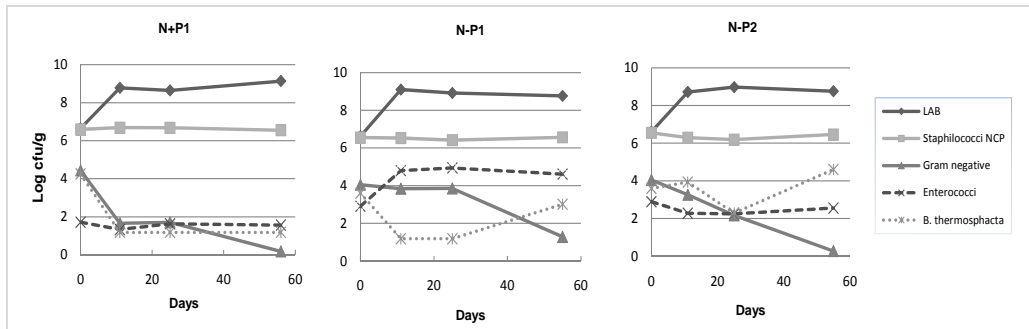 N+P1
N-P1
N-P2
Log cfu/g
10
8
6
4
2
0
0 20 40 60
Days
10
8
6
4
2
0
0 20 40 60
Days
10
8
6
4
2
0
0 20 40 60
Days
LAB
Staphilococci NCP
Gram negative
Enterococi
B. thermosphacta